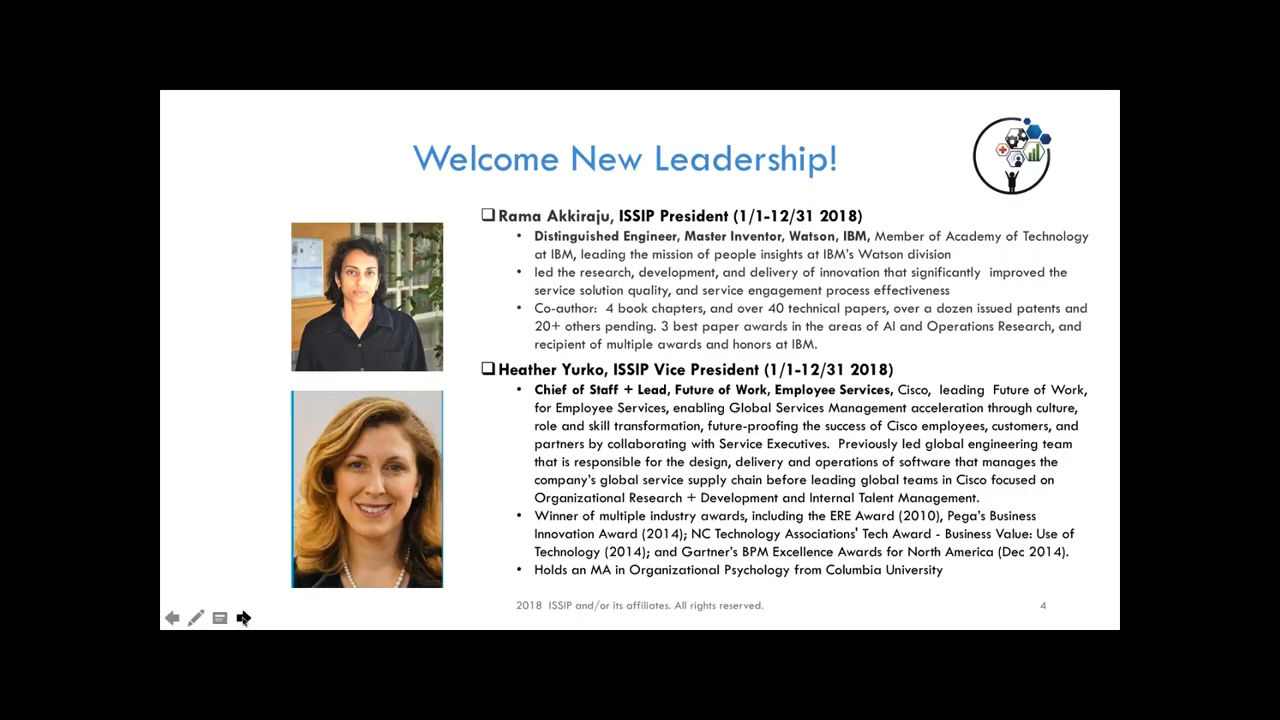 Welcome New Leadership!
❑ Rama Akkiraju, ISSIP President (1/1-12/31 2018)
• Distinguished Engineer, Master Inventor, Watson, IBM, Member of Academy of Technology
at IBM, leading the mission of people insights at IBM's Watson division
• led the research, development, and delivery of innovation that significantly  improved the
service solution quality, and service engagement process effectiveness
• Co-author:  4 book chapters, and over 40 technical papers, over a dozen issued patents and
20+ others pending. 3 best paper awards in the areas of AI and Operations Research, and
recipient of multiple awards and honors at IBM.
❑ Heather Yurko, ISSIP Vice President (1/1-12/31 2018)
• Chief of Staff + Lead, Future of Work, Employee Services, Cisco,  leading  Future of Work,
for Employee Services, enabling Global Services Management acceleration through culture,
role and skill transformation, future-proofing the success of Cisco employees, customers, and
partners by collaborating with Service Executives.  Previously led global engineering team
that is responsible for the design, delivery and operations of software that manages the
company's global service supply chain before leading global teams in Cisco focused on
Organizational Research + Development and Internal Talent Management.
• Winner of multiple industry awards, including the ERE Award (2010), Pega's Business
Innovation Award (2014); NC Technology Associations' Tech Award - Business Value: Use of
Technology (2014); and Gartner's BPM Excellence Awards for North America (Dec 2014).
• Holds an MA in Organizational Psychology from Columbia University
2018  ISSIP and/or its affiliates. All rights reserved.
4